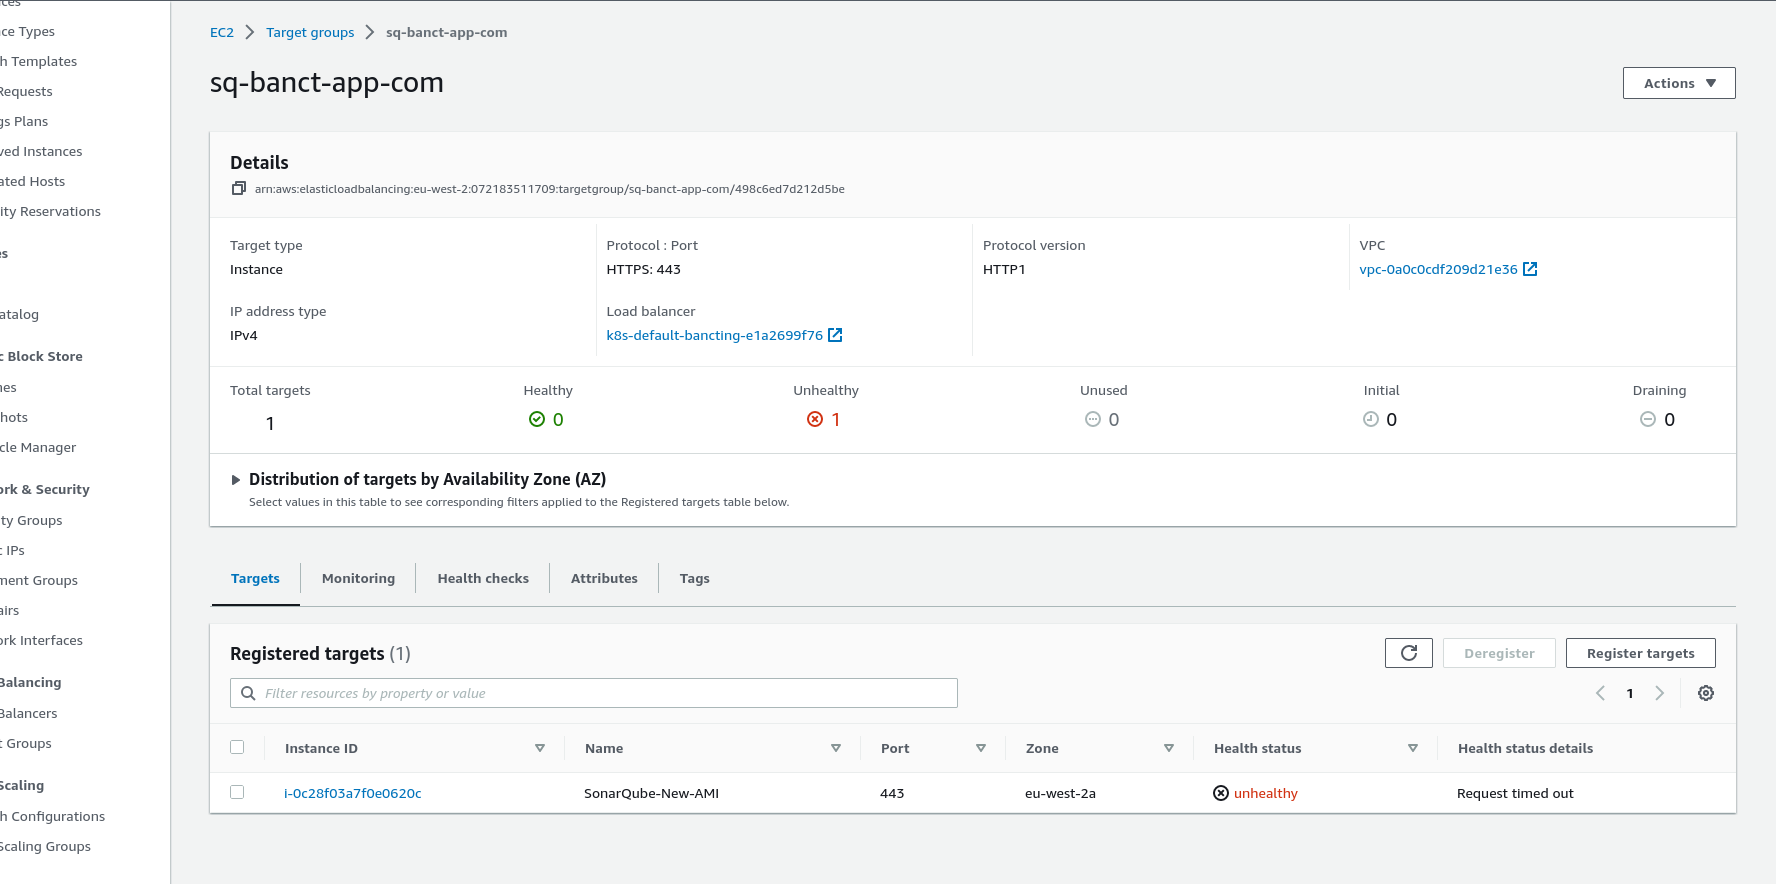 ce Types
h Templates
Requests
gs Plans
ved Instances
ated Hosts
ity Reservations
es
atalog
c Block Store
nes
hots
cle Manager
ork & Security
ty Groups
: IPs
ment Groups
airs
ork Interfaces
Balancing
Balancers
t Groups
Scaling
h Configurations
Scaling Groups
EC2 > Target groups > sq-banct-app-com
sq-banct-app-com
Actions
Details
arn:aws:elasticloadbalancing:eu-west-2:072183511709:targetgroup/sq-banct-app-com/498c6ed7d212d5be
Target type
Instance
Protocol : Port
HTTPS: 443
Protocol version
HTTP1
VPC
vpc-0a0c0cdf209d21e36
IP address type
IPv4
Load balancer
k8s-default-bancting-e1a2699f76
Total targets
1
Healthy
0
Unhealthy
1
Unused
0
Initial
0
Draining
0
Distribution of targets by Availability Zone (AZ)
Select values in this table to see corresponding filters applied to the Registered targets table below.
Targets Monitoring Health checks Attributes Tags
Registered targets (1)
Deregister
Register targets
Filter resources by property or value
1
Instance ID Name Port Zone Health status Health status details
i-0c28f03a7f0e0620c SonarQube-New-AMI 443 eu-west-2a unhealthy Request timed out